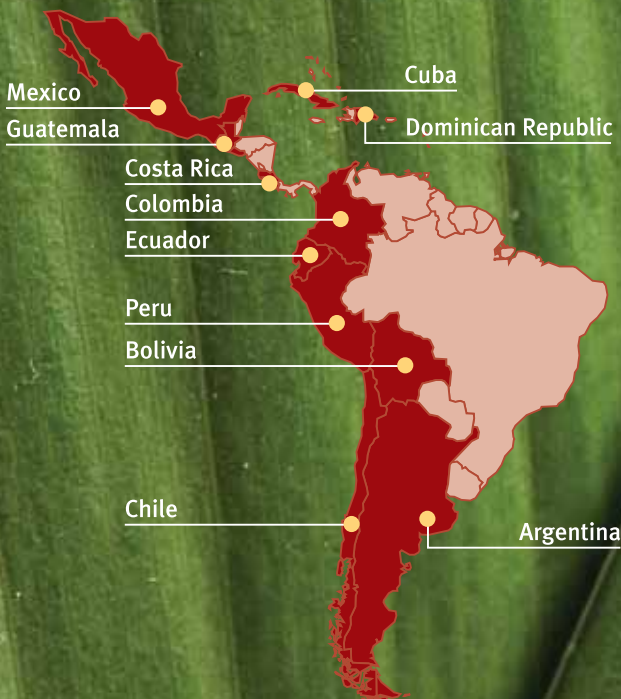 Cuba
Mexico
Guatemala
Dominican Republic
Costa Rica
Colombia
Ecuador
Peru
Bolivia
Chile
Argentina